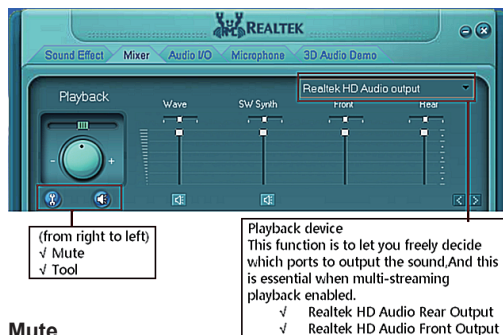 REALTEK
Sound Effect Mixer Audio I/O Microphone 3D Audio Demo
Realtek HD Audio output
Playback
Wave SW Synth Front Rear
- +
(from right to left)
√ Mute
√ Tool
Playback device
This function is to let you freely decide
which ports to output the sound,And this
is essential when multi-streaming
playback enabled.
√ Realtek HD Audio Rear Output
√ Realtek HD Audio Front Output
Mute